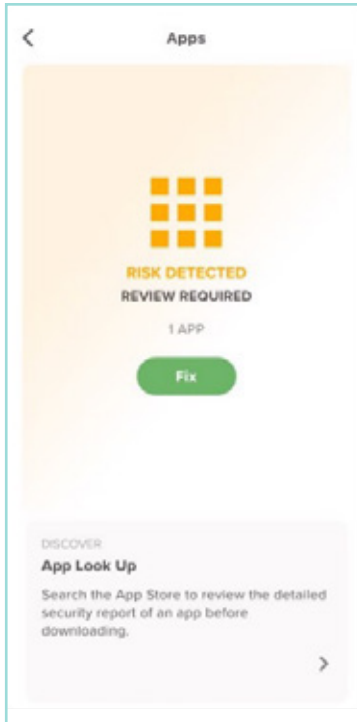 Apps
RISK DETECTED
REVIEW REQUIRED
1 APP
Fix
DISCOVER
App Look Up
Search the App Store to review the detailed
security report of an app before
downloading.